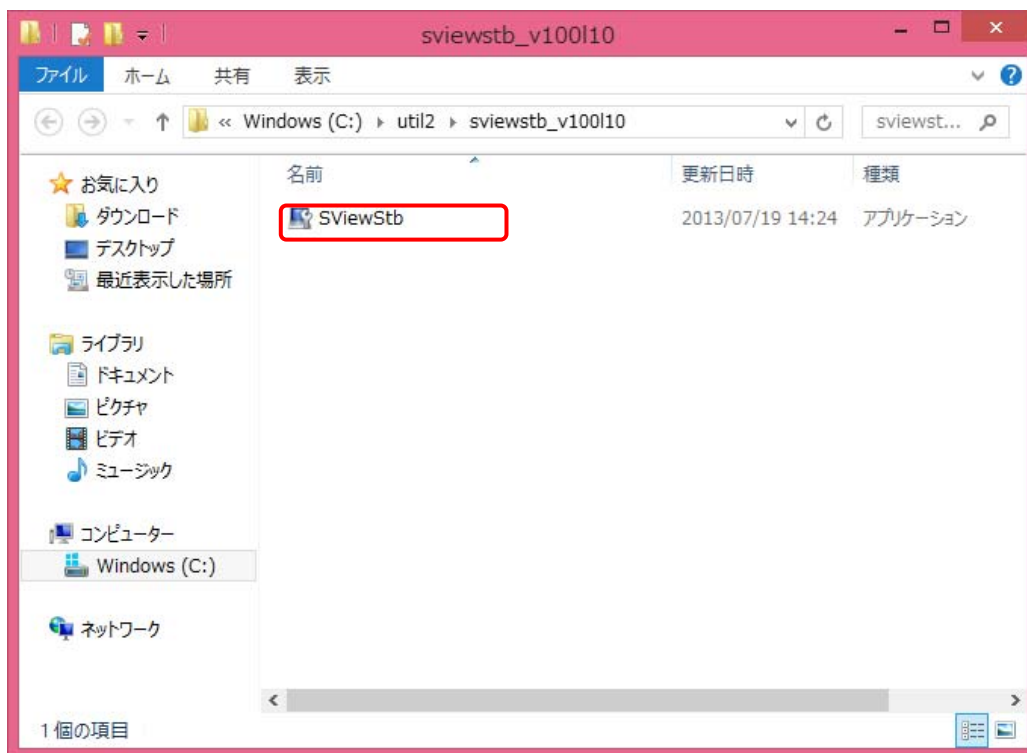 sviewstb_v100l10
ファイル ホーム 共有 表示
« Windows (C:) util2 sviewstb_v100l10 sviewst...
名前 更新日時 種類
SViewStb 2013/07/19 14:24 アプリケーション
お気に入り
ダウンロード
デスクトップ
最近表示した場所
ライブラリ
ドキュメント
ピクチャ
ビデオ
ミュージック
コンピューター
Windows (C:)
ネットワーク
1個の項目